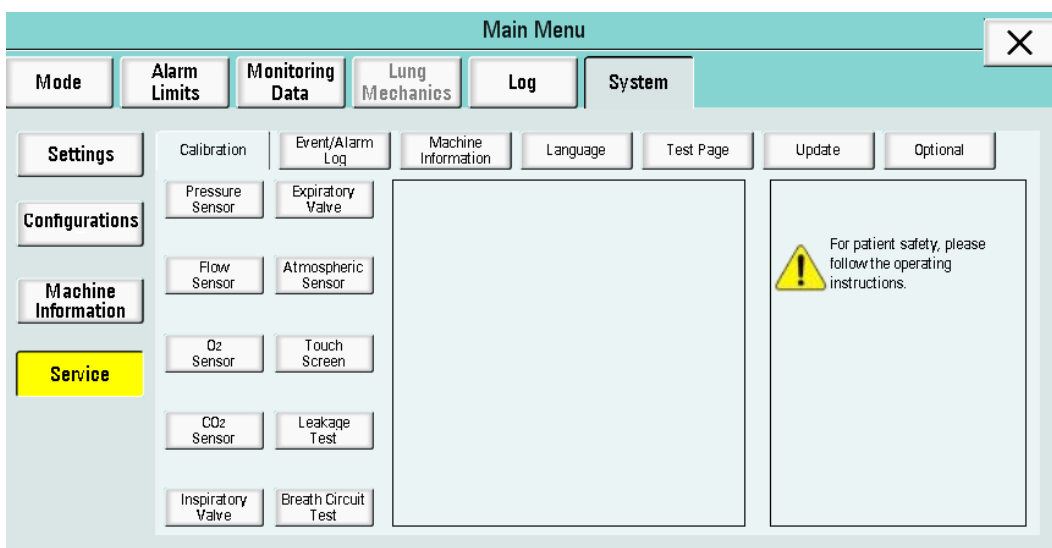 Main Menu
Mode
Alarm
Limits
Monitoring
Data
Lung
Mechanics
Log
System
Settings
Configurations
Machine
Information
Service
Calibration
Event/Alarm
Log
Machine
Information
Language
Test Page
Update
Optional
Pressure
Sensor
Expiratory
Valve
Flow
Sensor
Atmospheric
Sensor
O₂
Sensor
Touch
Screen
CO₂
Sensor
Leakage
Test
Inspiratory
Valve
Breath Circuit
Test
For patient safety, please
follow the operating
instructions.